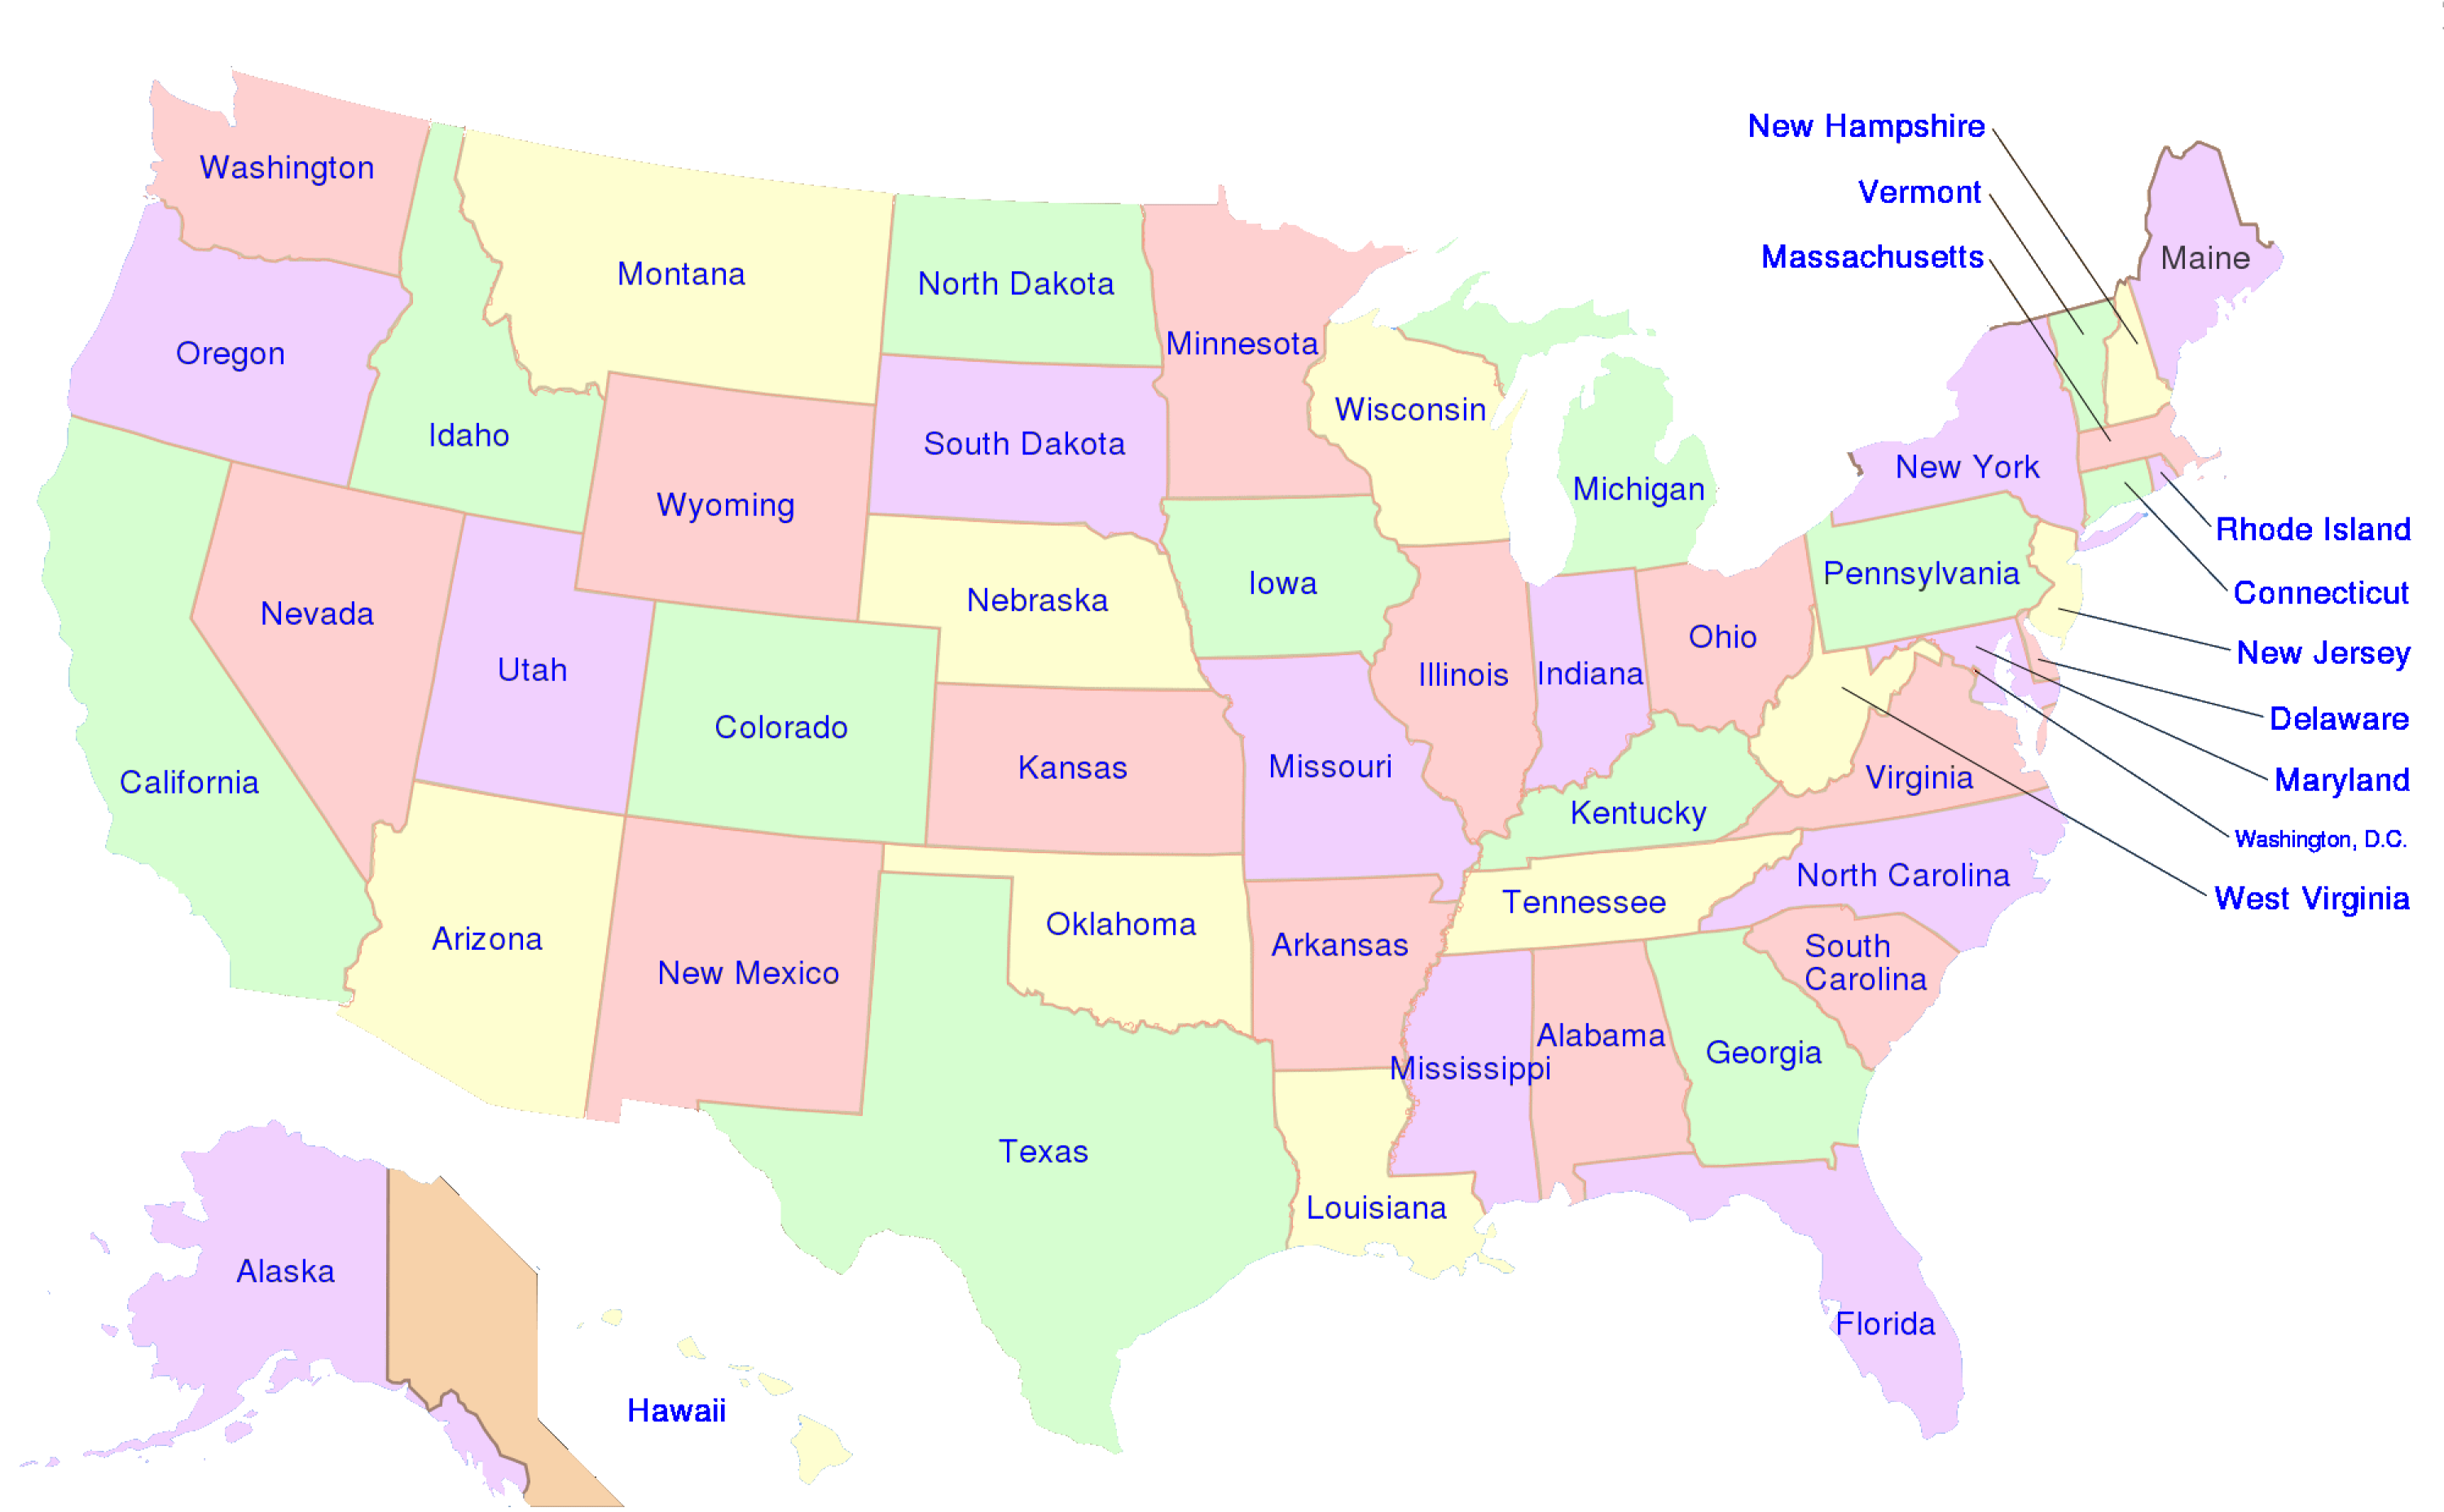 New Hampshire
Vermont
Massachusetts
Washington
Maine
Montana
North Dakota
Minnesota
Oregon
Wisconsin
Idaho
South Dakota
New York
Michigan
Wyoming
Rhode Island
Pennsylvania
Iowa
Connecticut
Nebraska
Nevada
Ohio
New Jersey
Utah
Illinois
Indiana
Delaware
Colorado
Kansas
Missouri
Virginia
Maryland
California
Kentucky
Washington, D.C.
North Carolina
West Virginia
Tennessee
Oklahoma
Arizona
Arkansas
South
Carolina
New Mexico
Alabama
Georgia
Mississippi
Texas
Louisiana
Alaska
Florida
Hawaii